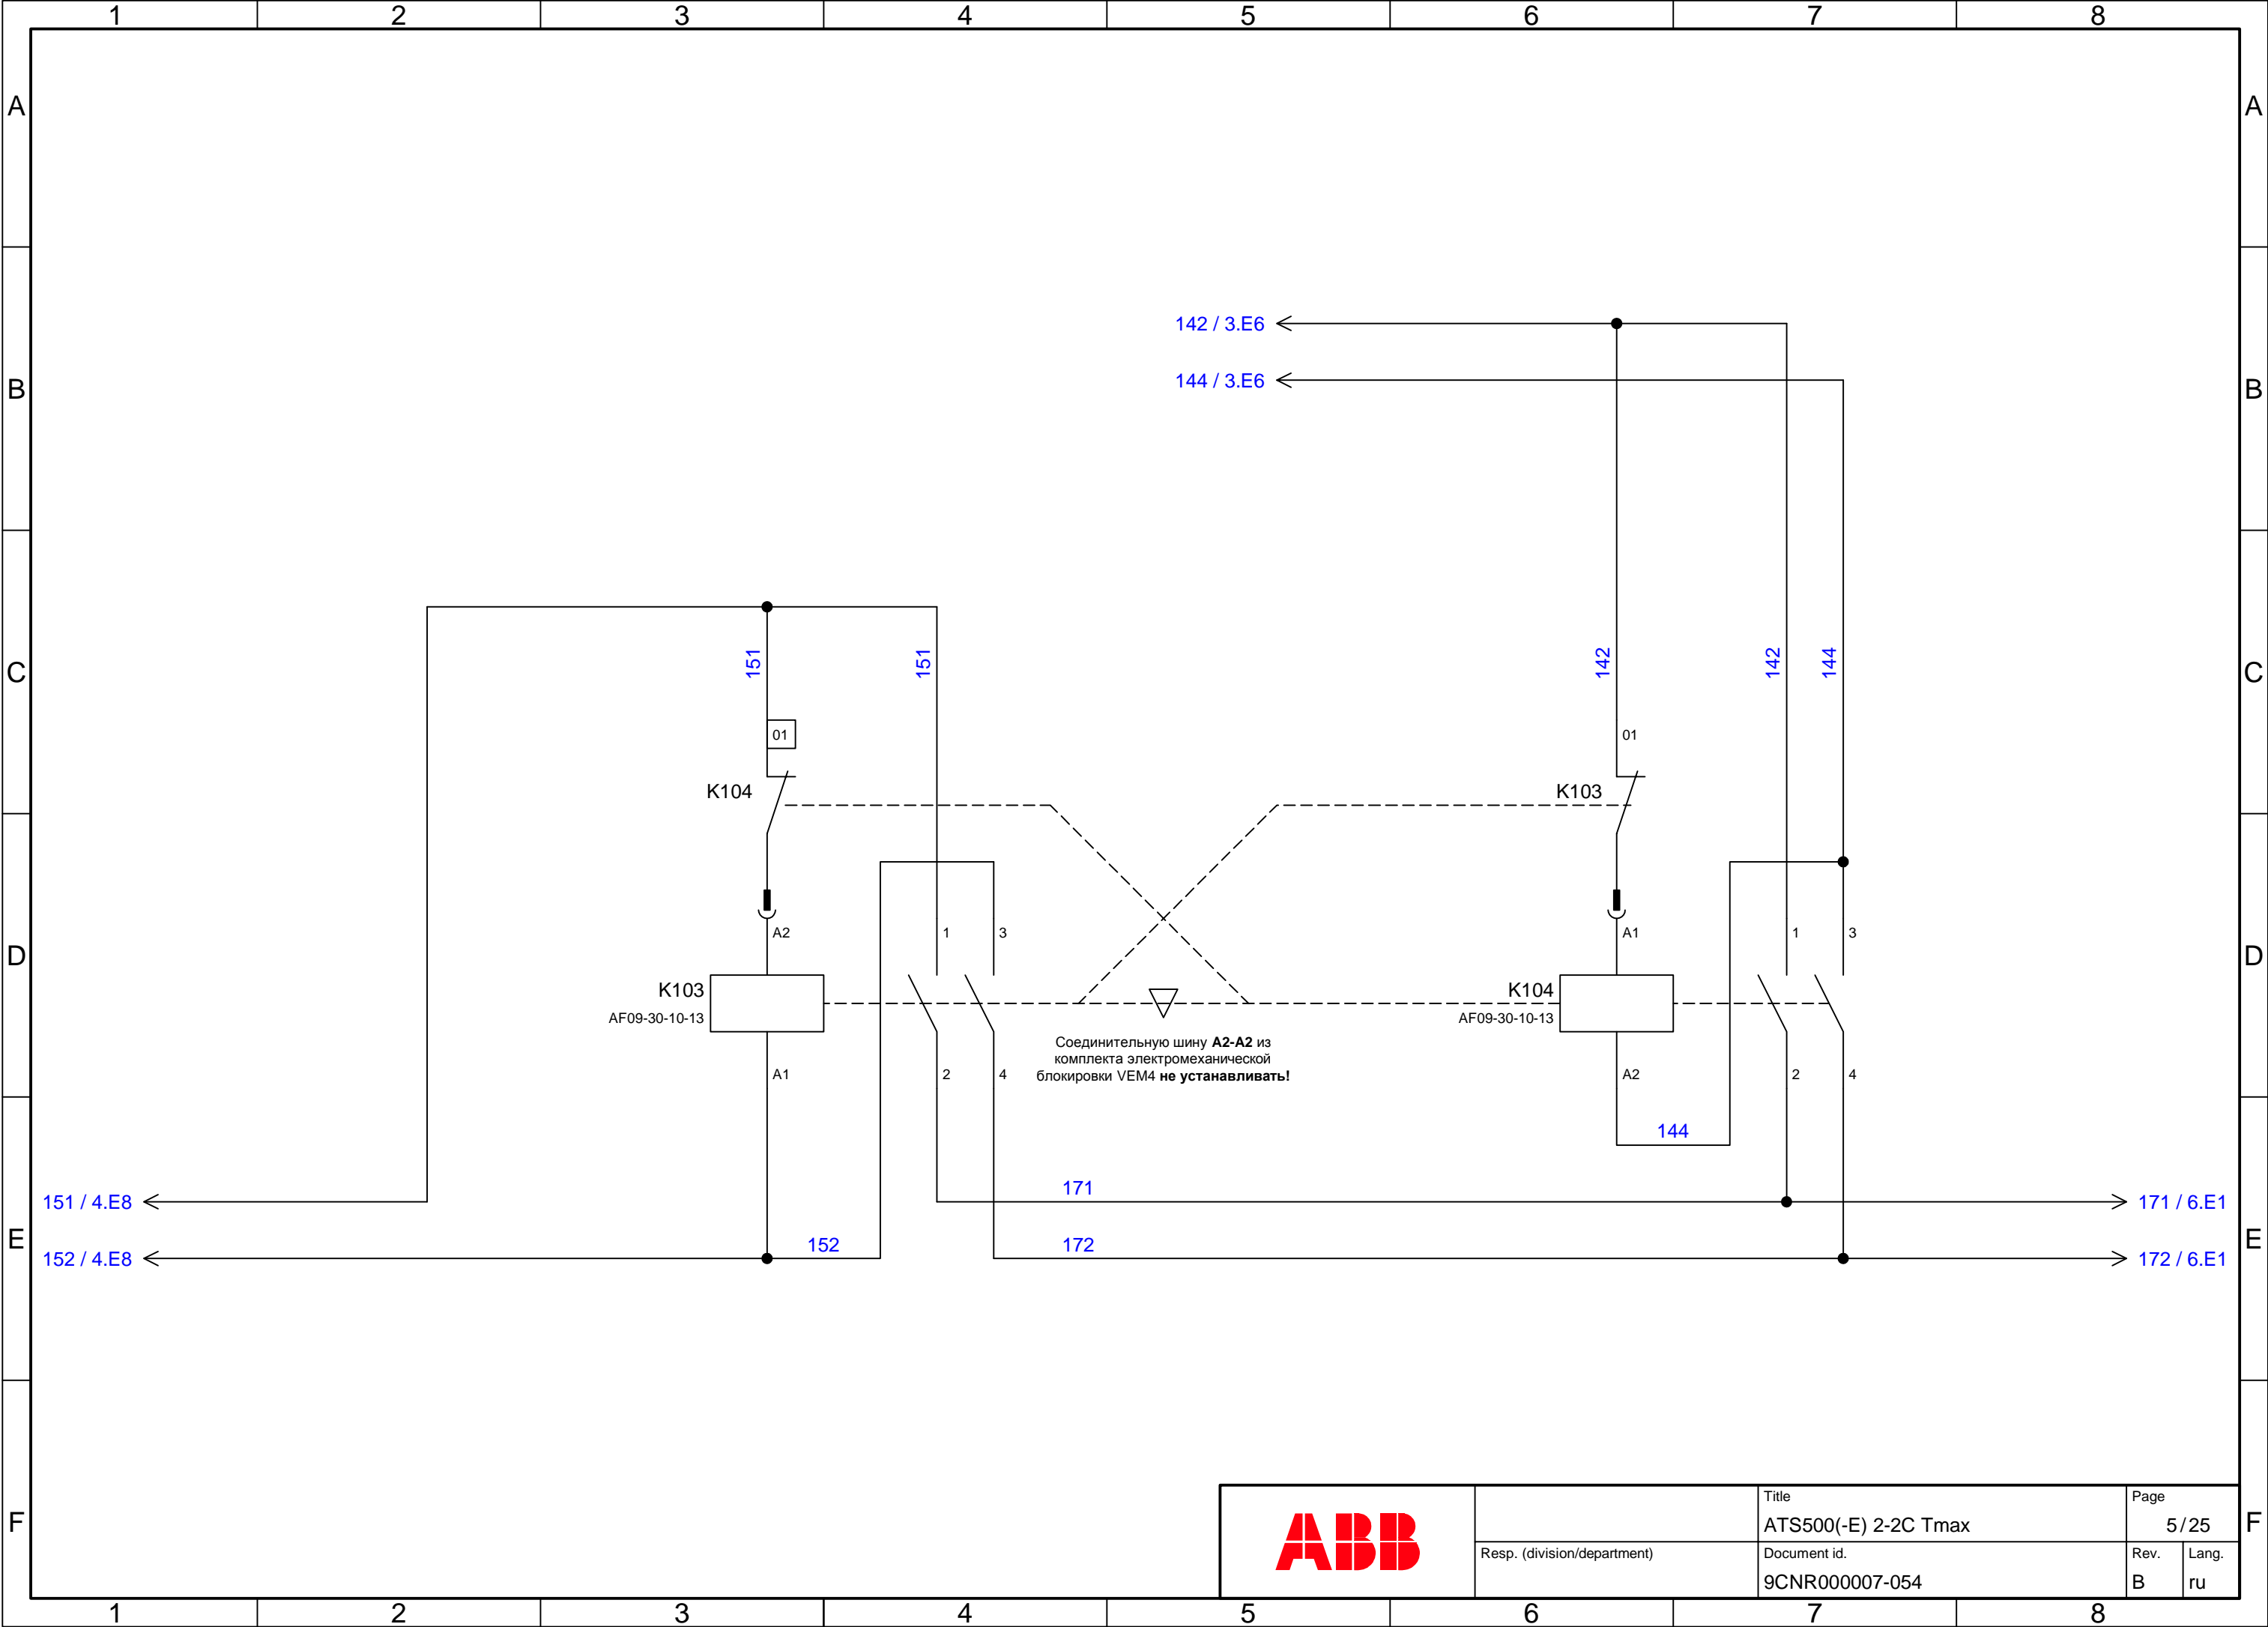 1 2 3 4 5 6 7 8
A A
142 / 3.E6
B 144 / 3.E6 B
C 151 151 142 142 144 C
01 01
K104 K103
D A2 1 3 A1 1 3 D
K103 K104
AF09-30-10-13 AF09-30-10-13
Соединительную шину A2-A2 из
комплекта электромеханической
блокировки VEM4 не устанавливать!
A1 2 4 A2 2 4
144
151 / 4.E8 171 171 / 6.E1
E E
152 / 4.E8 152 172 172 / 6.E1
F F
ABB
Title
ATS500(-E) 2-2C Tmax
Page
5/25
Resp. (division/department)
Document id.
9CNR000007-054
Rev.
B
Lang.
ru
1 2 3 4 5 6 7 8